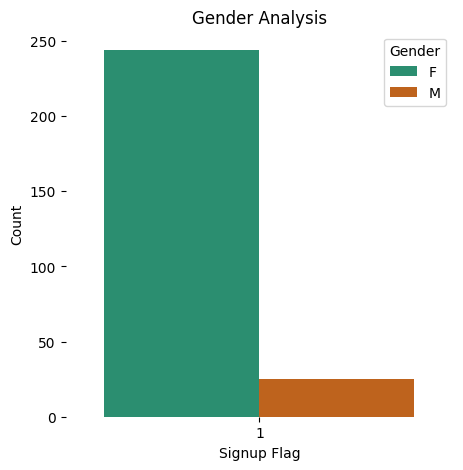 Gender Analysis
250
200
150
100
50
0
Count
Gender
F
M
1
Signup Flag